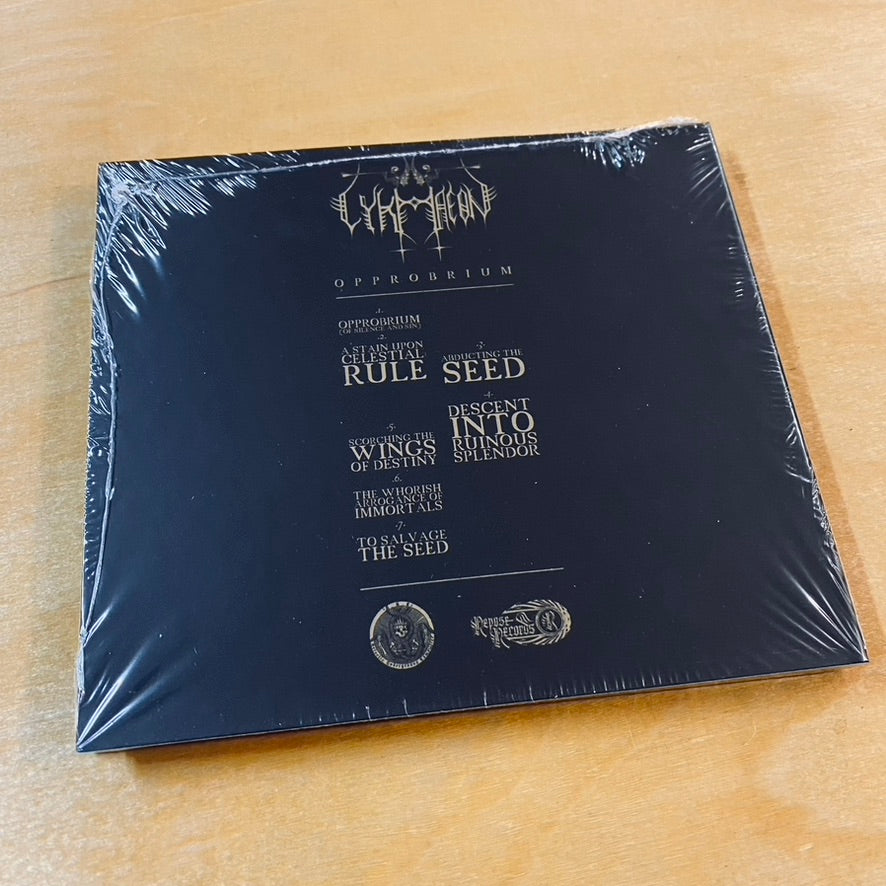 LYKHAEON
OPPROBRIUM
.1.
OPPROBRIUM
(OF SILENCE AND SIN)
.2.
A STAIN UPON
CELESTIAL
RULE
.3.
ABDUCTING THE
SEED
.4.
DESCENT
INTO
RUINOUS
SPLENDOR
.5.
SCORCHING THE
WINGS
OF DESTINY
.6.
THE WHORISH
ARROGANCE OF
IMMORTALS
.7.
TO SALVAGE
THE SEED
Repose
Records
R